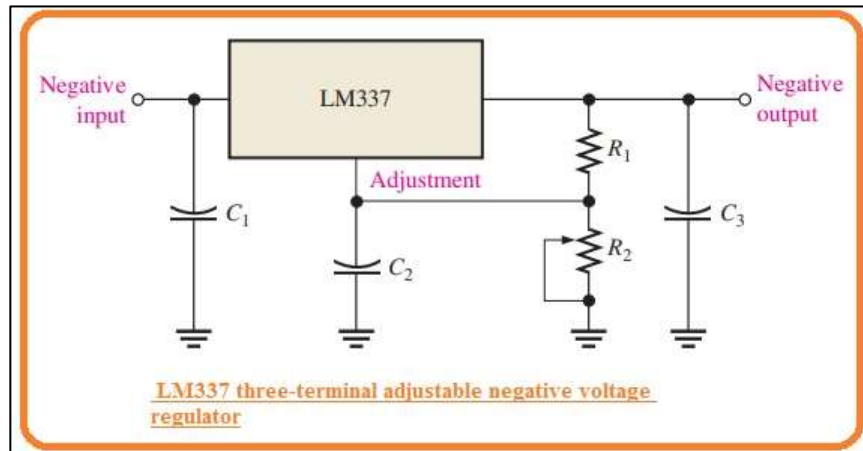 Negative
input
LM337
Negative
output
R1
Adjustment
C1
C2
R2
C3
LM337 three-terminal adjustable negative voltage
regulator